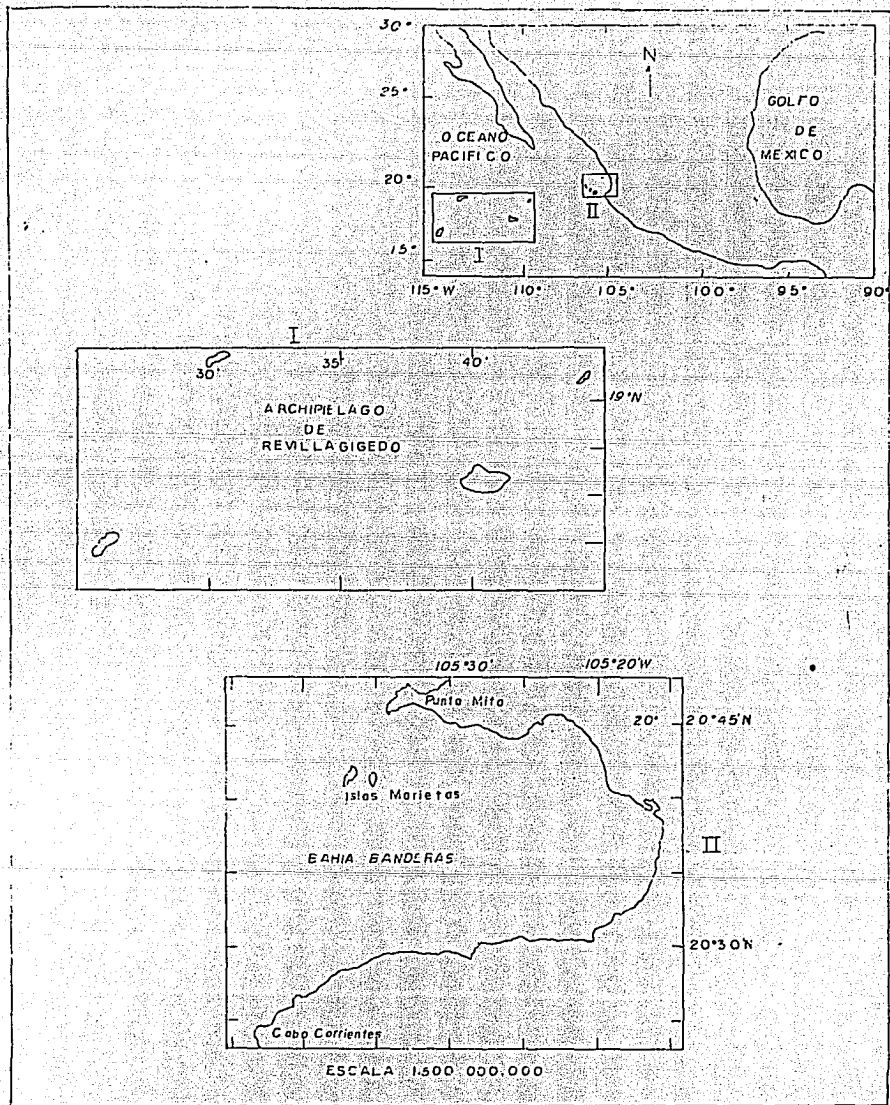 30°
25°
20°
15°
N
OCEANO
PACIFICO
GOLFO
DE
MEXICO
II
I
115°W
110°
105°
100°
95°
90°
I
30'
35'
40'
19°N
ARCHIPIELAGO
DE
REVILLAGIGEDO
105°30'
105°20'W
Punta Mita
20°
20°45'N
Islas Marietas
BAHIA BANDERAS
II
20°30'N
Cabo Corrientes
ESCALA 1:500 000,000